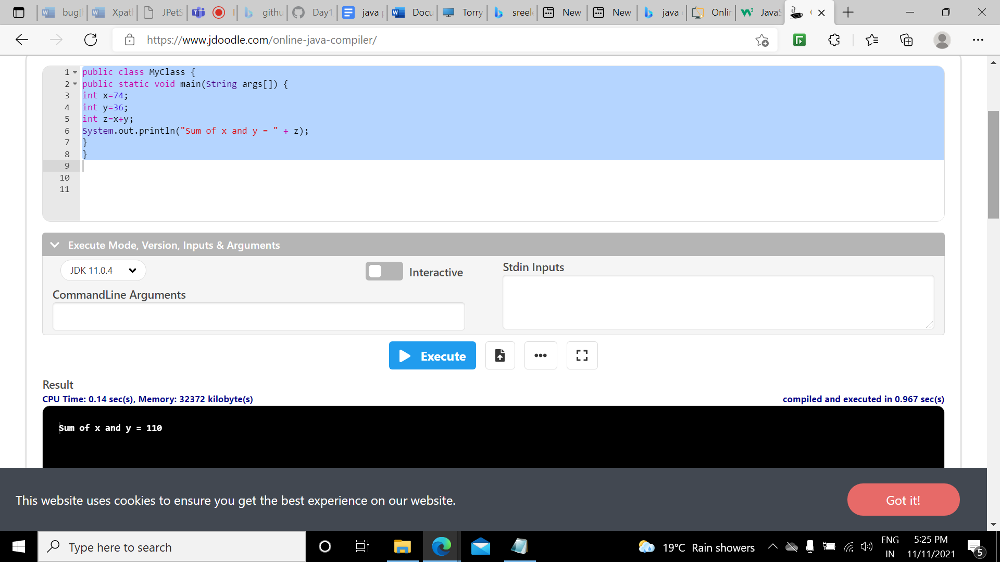 bug[ Xpat JPetS githu Day1 java Docu Torry sreele New New java Onlin JavaS
https://www.jdoodle.com/online-java-compiler/
1 public class MyClass {
2 public static void main(String args[]) {
3 int x=74;
4 int y=36;
5 int z=x+y;
6 System.out.println("Sum of x and y = " + z);
7 }
8 }
9
10
11
Execute Mode, Version, Inputs & Arguments
JDK 11.0.4
Interactive
Stdin Inputs
CommandLine Arguments
Execute
Result
CPU Time: 0.14 sec(s), Memory: 32372 kilobyte(s)
compiled and executed in 0.967 sec(s)
Sum of x and y = 110
This website uses cookies to ensure you get the best experience on our website.
Got it!
Type here to search
19°C Rain showers
ENG
IN
5:25 PM
11/11/2021
5